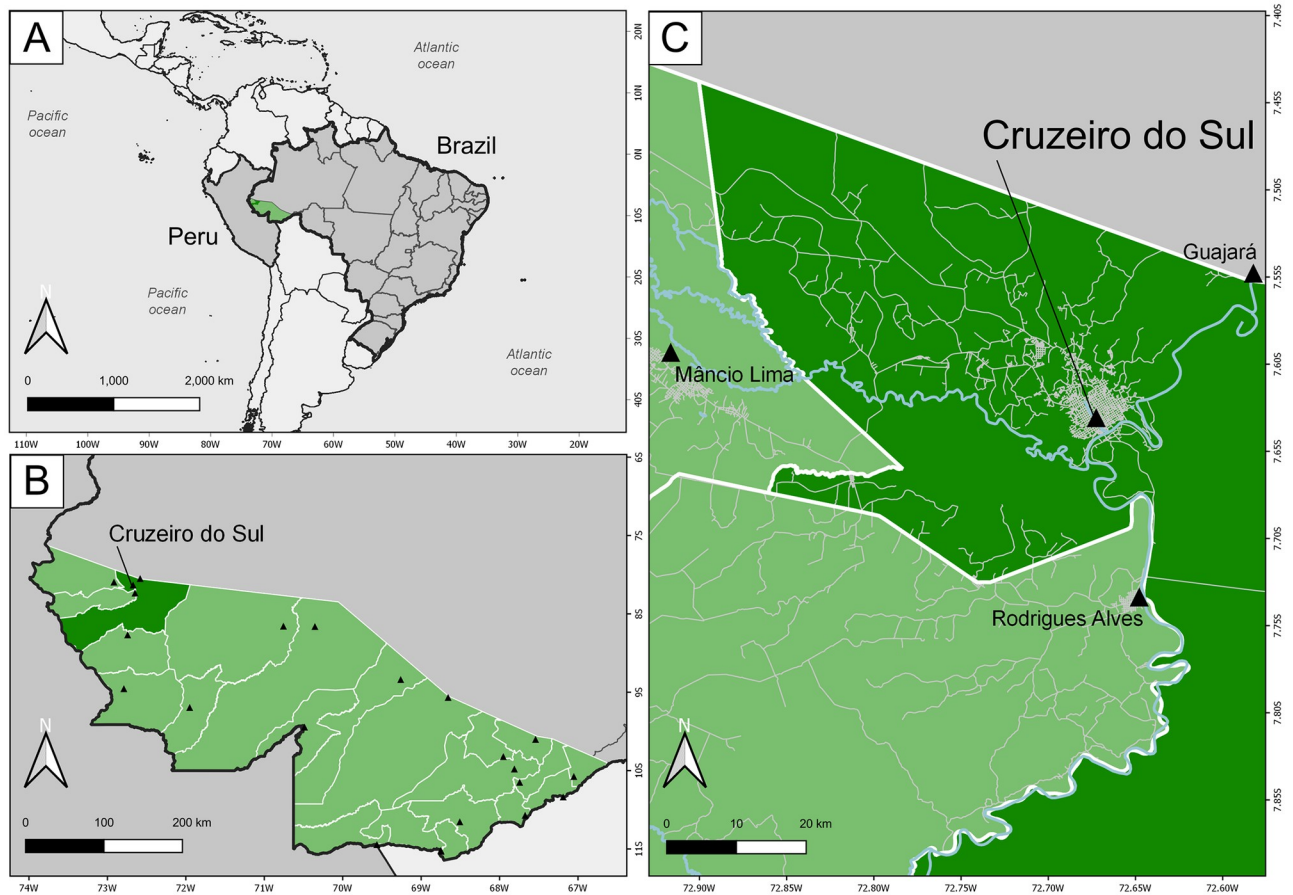 A
Atlantic
ocean
Pacific
ocean
Brazil
Peru
Pacific
ocean
Atlantic
ocean
N
0 1,000 2,000 km
20N
10N
0N
10S
20S
30S
40S
110W 100W 90W 80W 70W 60W 50W 40W 30W 20W
B
Cruzeiro do Sul
N
0 100 200 km
6S
7S
8S
9S
10S
11S
74W 73W 72W 71W 70W 69W 68W 67W
C
Cruzeiro do Sul
Guajará
Mâncio Lima
Rodrigues Alves
N
0 10 20 km
7.40S
7.45S
7.50S
7.55S
7.60S
7.65S
7.70S
7.75S
7.80S
7.85S
72.90W 72.85W 72.80W 72.75W 72.70W 72.65W 72.60W